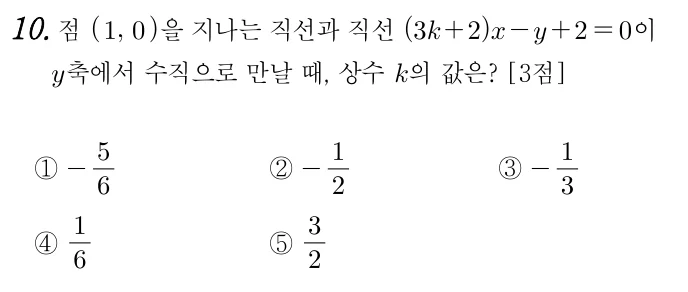 10. 점 (1, 0)을 지나는 직선과 직선 (3k+2)x−y+2=0이
y축에서 수직으로 만날 때, 상수 k의 값은? [3점]
① −5/6 ② −1/2 ③ −1/3
④ 1/6 ⑤ 3/2